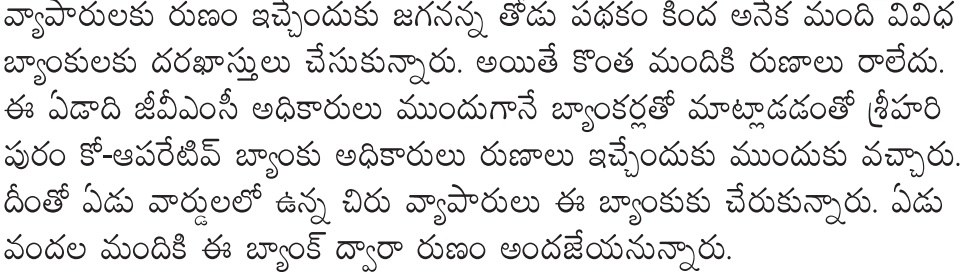 వ్యాపారులకు రుణం ఇచ్చేందుకు జగనన్న తోడు పథకం కింద అనేక మంది వివిధ
బ్యాంకులకు దరఖాస్తులు చేసుకున్నారు. అయితే కొంత మందికి రుణాలు రాలేదు.
ఈ ఏడాది జీవీఎంసీ అధికారులు ముందుగానే బ్యాంకర్లతో మాట్లాడడంతో శ్రీహరి
పురం కో-ఆపరేటివ్ బ్యాంకు అధికారులు రుణాలు ఇచ్చేందుకు ముందుకు వచ్చారు.
దీంతో ఏడు వార్డులలో ఉన్న చిరు వ్యాపారులు ఈ బ్యాంకుకు చేరుకున్నారు. ఏడు
వందల మందికి ఈ బ్యాంక్ ద్వారా రుణం అందజేయనున్నారు.